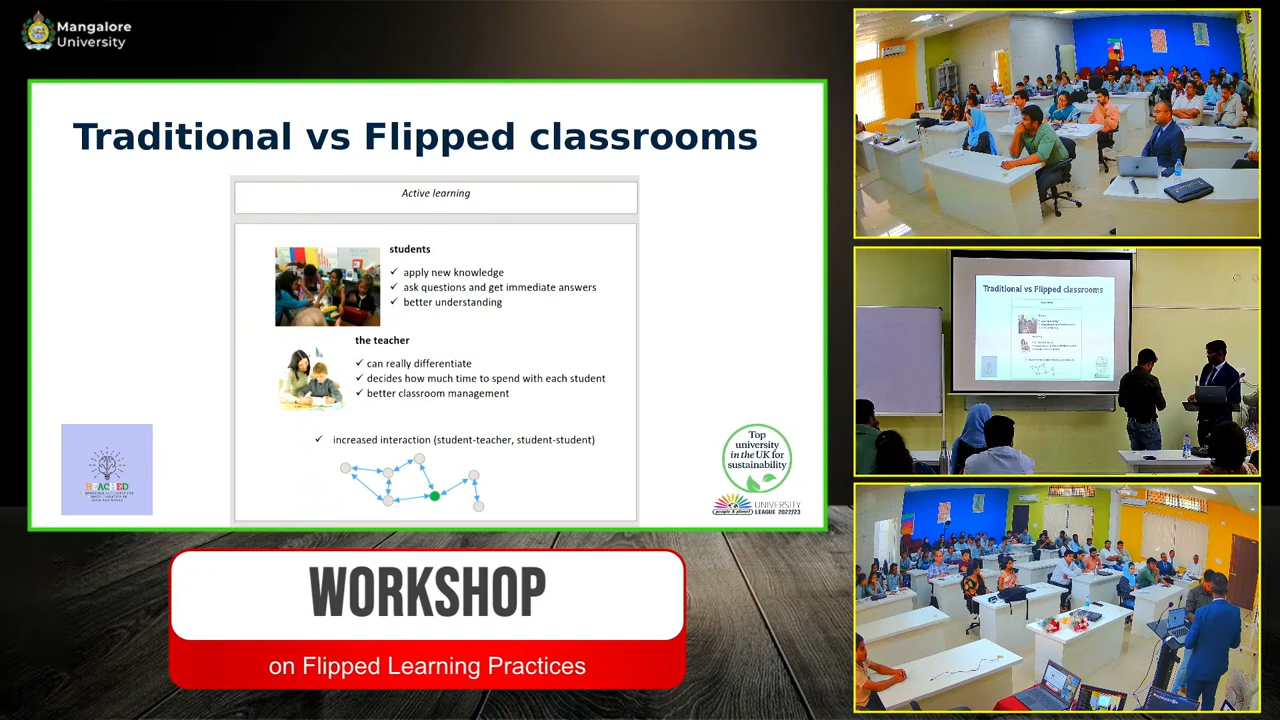 Mangalore
University
Traditional vs Flipped classrooms
Active learning
students
✓ apply new knowledge
✓ ask questions and get immediate answers
✓ better understanding
the teacher
✓ can really differentiate
✓ decides how much time to spend with each student
✓ better classroom management
✓ increased interaction (student-teacher, student-student)
REACHED
Top
university
in the UK for
sustainability
people & planet
UNIVERSITY
LEAGUE 2022/23
WORKSHOP
on Flipped Learning Practices
Traditional vs Flipped classrooms